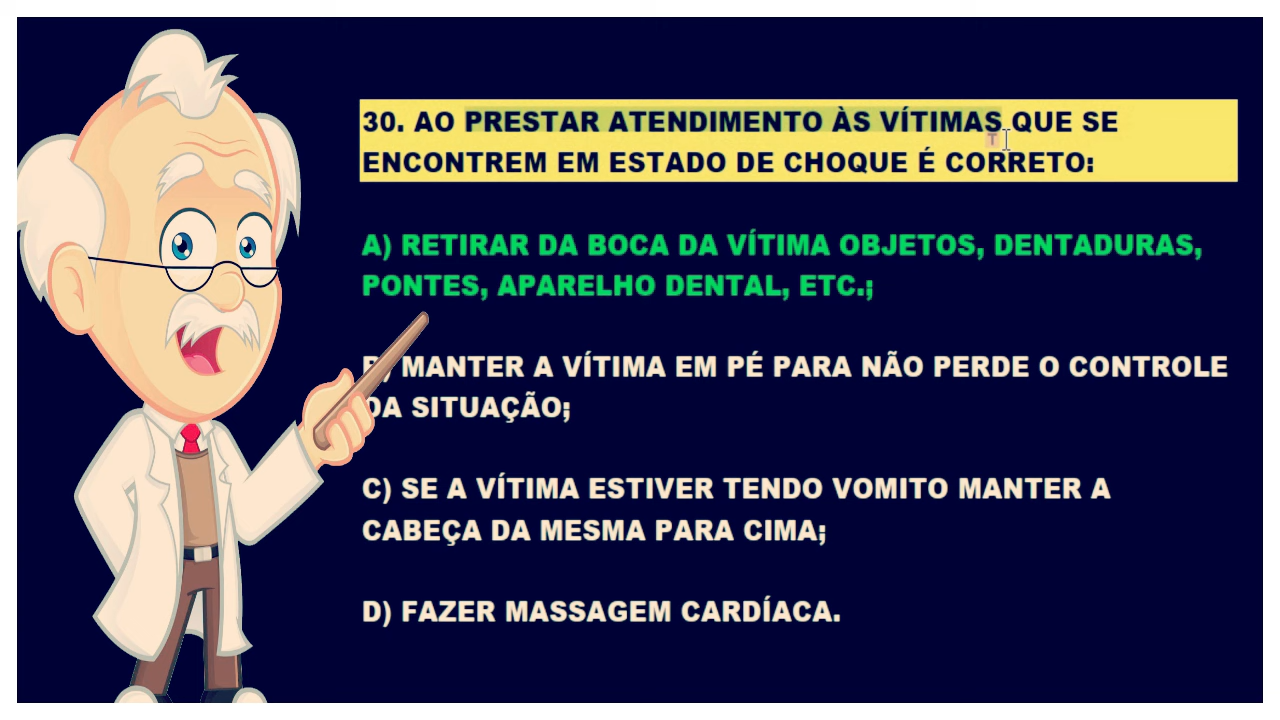 30. AO PRESTAR ATENDIMENTO ÀS VÍTIMAS QUE SE
ENCONTREM EM ESTADO DE CHOQUE É CORRETO:
A) RETIRAR DA BOCA DA VÍTIMA OBJETOS, DENTADURAS,
PONTES, APARELHO DENTAL, ETC.;
B) MANTER A VÍTIMA EM PÉ PARA NÃO PERDE O CONTROLE
DA SITUAÇÃO;
C) SE A VÍTIMA ESTIVER TENDO VOMITO MANTER A
CABEÇA DA MESMA PARA CIMA;
D) FAZER MASSAGEM CARDÍACA.